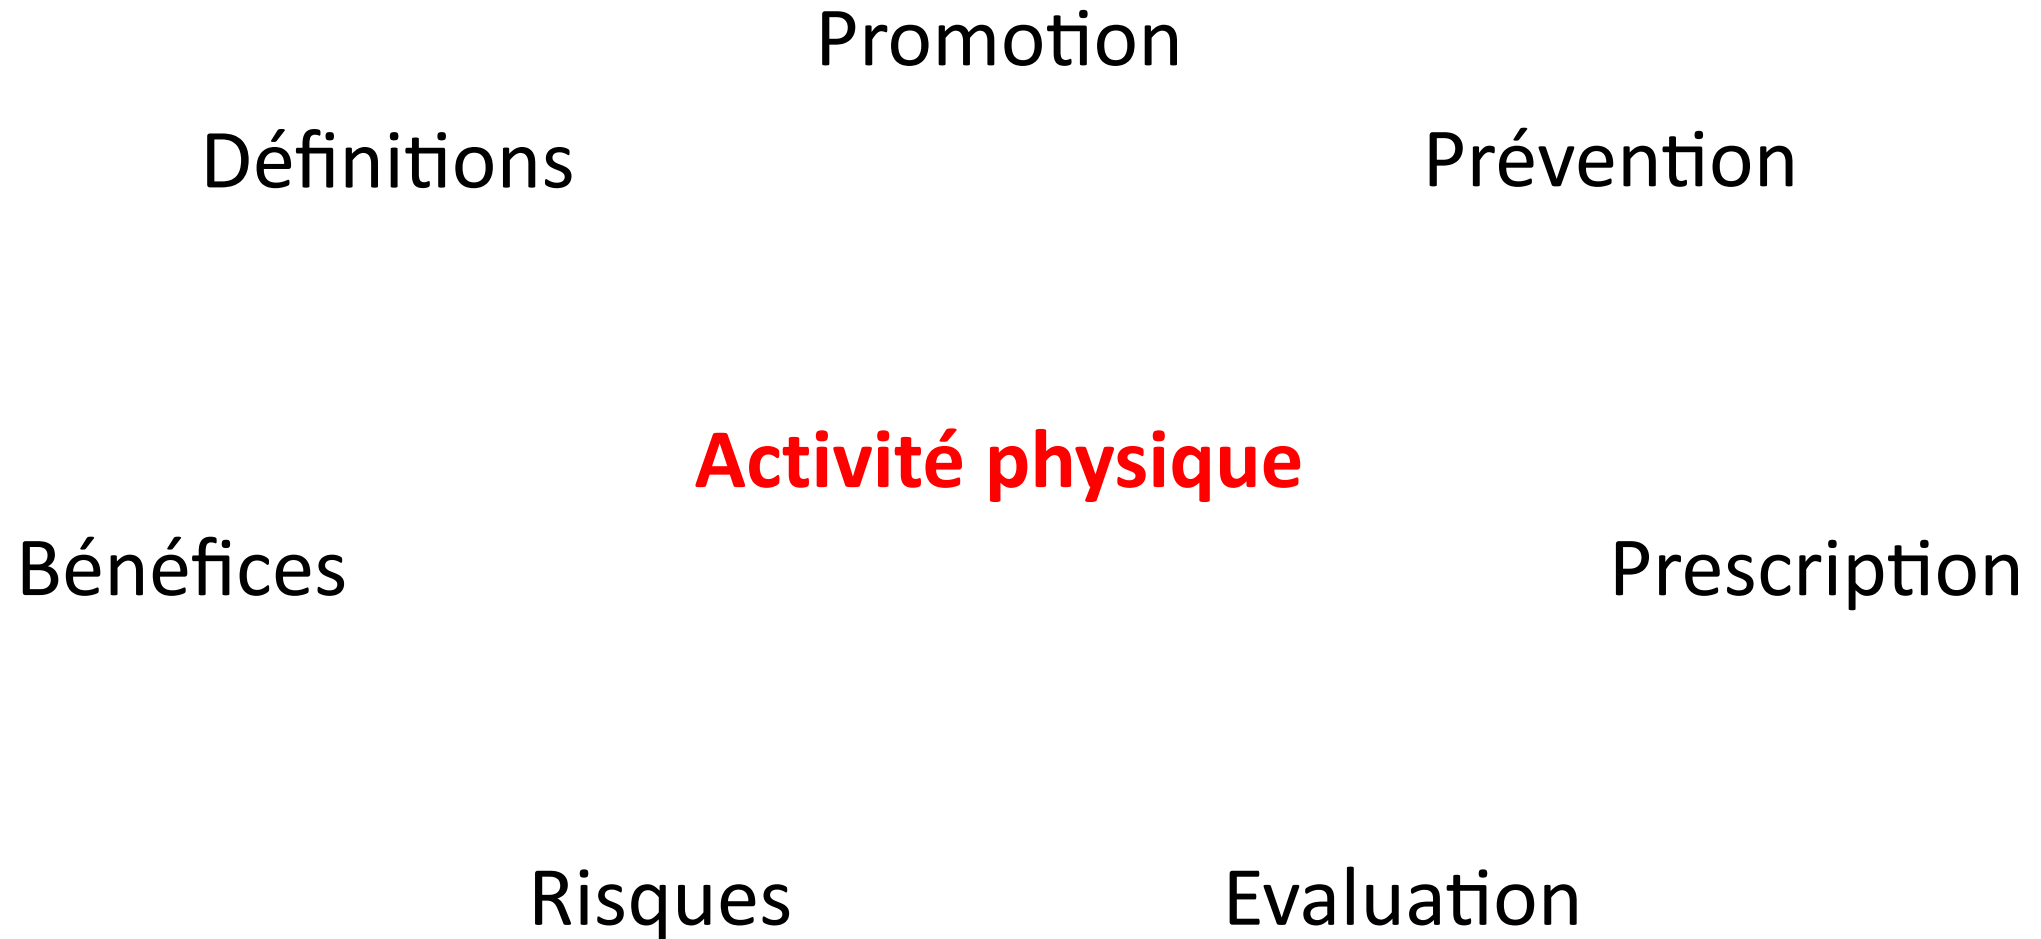 Promotion
Définitions
Prévention
Activité physique
Bénéfices
Prescription
Risques
Evaluation